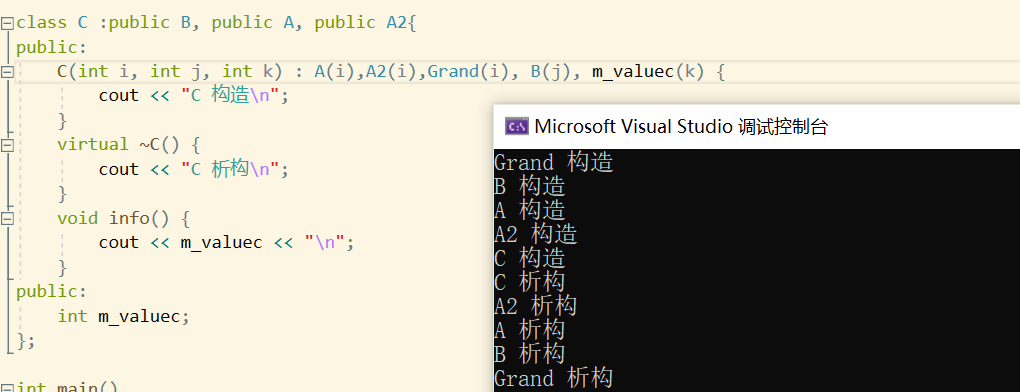 class C :public B, public A, public A2{
public:
C(int i, int j, int k) : A(i),A2(i),Grand(i), B(j), m_valuec(k) {
cout << "C 构造\n";
}
virtual ~C() {
cout << "C 析构\n";
}
void info() {
cout << m_valuec << "\n";
}
public:
int m_valuec;
};
int main()
C:\ Microsoft Visual Studio 调试控制台
Grand 构造
B 构造
A 构造
A2 构造
C 构造
C 析构
A2 析构
A 析构
B 析构
Grand 析构